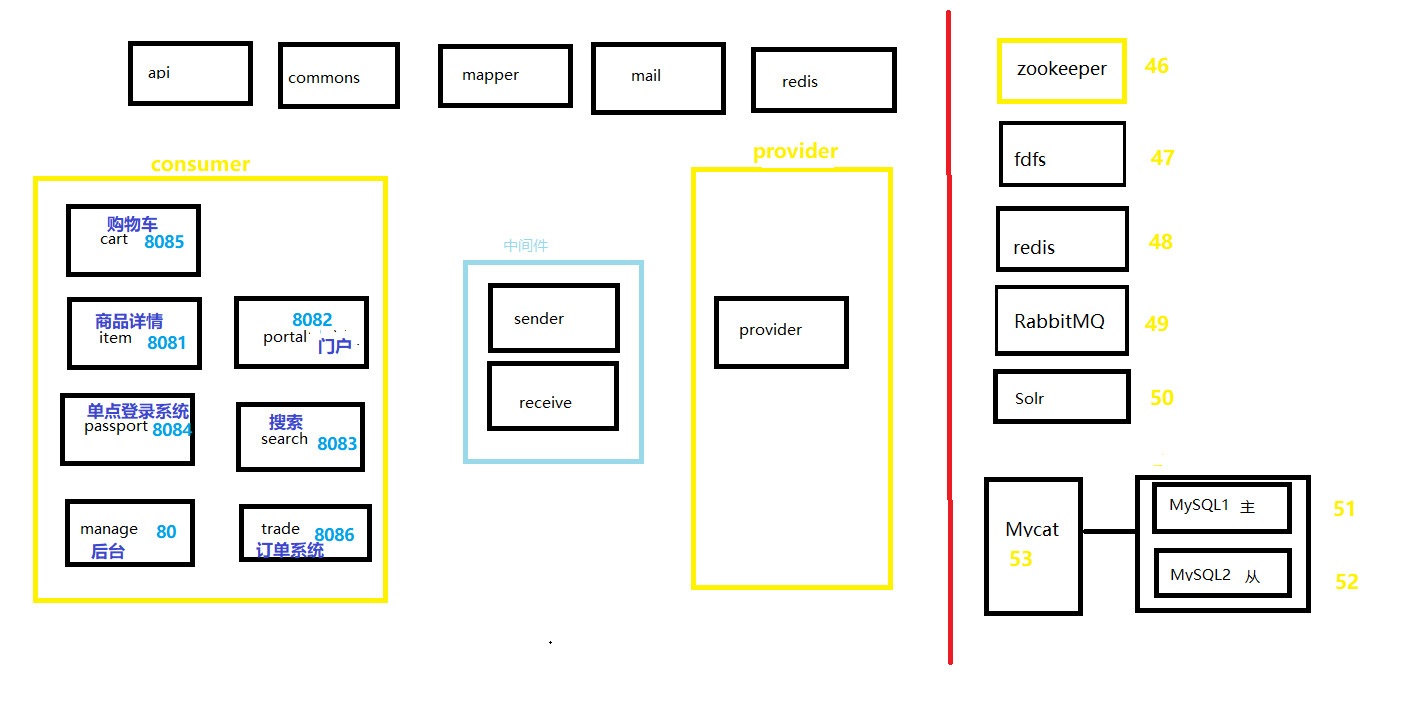 api
commons
mapper
mail
redis
consumer
购物车
cart 8085
商品详情
item 8081
8082
portal
门户
单点登录系统
passport 8084
搜索
search 8083
manage 80
后台
trade 8086
订单系统
中间件
sender
receive
provider
provider
zookeeper 46
fdfs 47
redis 48
RabbitMQ 49
Solr 50
Mycat
53
MySQL1 主 51
MySQL2 从 52